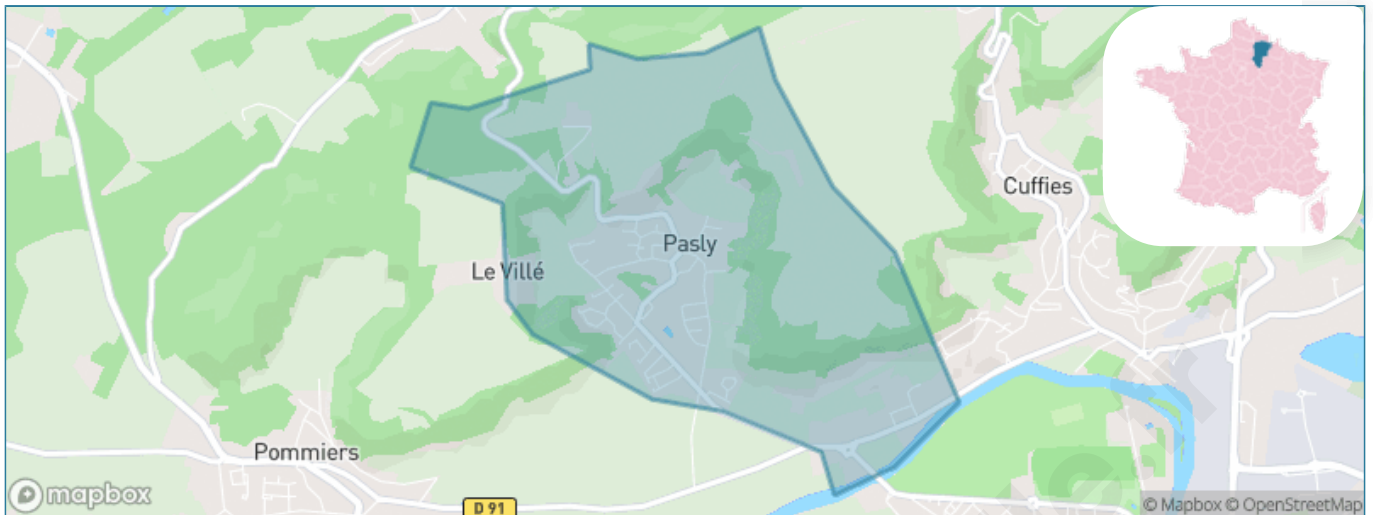 Cuffies
Pasly
Le Villé
Pommiers
D 91
mapbox
© Mapbox © OpenStreetMap